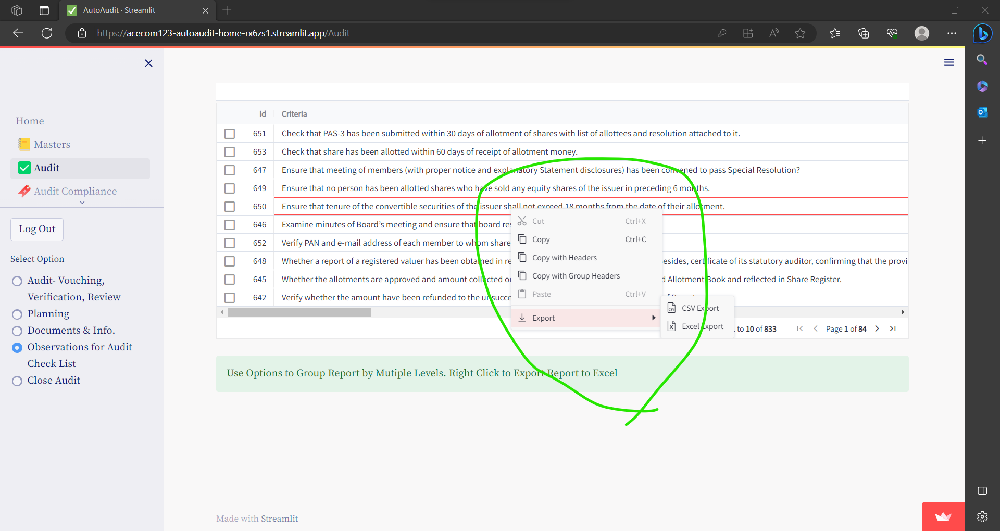 AutoAudit · Streamlit
https://acecom123-autoaudit-home-rx6zs1.streamlit.app/Audit
Home
Masters
Audit
Audit Compliance
Log Out
Select Option
Audit- Vouching,
Verification, Review
Planning
Documents & Info.
Observations for Audit
Check List
Close Audit
id Criteria
651 Check that PAS-3 has been submitted within 30 days of allotment of shares with list of allottees and resolution attached to it.
653 Check that share has been allotted within 60 days of receipt of allotment money.
647 Ensure that meeting of members (with proper notice and explanatory Statement disclosures) has been convened to pass Special Resolution?
649 Ensure that no person has been allotted shares who have sold any equity shares of the issuer in preceding 6 months.
650 Ensure that tenure of the convertible securities of the issuer shall not exceed 18 months from the date of their allotment.
646 Examine minutes of Board’s meeting and ensure that board res
652 Verify PAN and e-mail address of each member to whom share
648 Whether a report of a registered valuer has been obtained in re esides, certificate of its statutory auditor, confirming that the provi
645 Whether the allotments are approved and amount collected o d Allotment Book and reflected in Share Register.
642 Verify whether the amount have been refunded to the unsucce
Cut Ctrl+X
Copy Ctrl+C
Copy with Headers
Copy with Group Headers
Paste Ctrl+V
Export
CSV Export
Excel Export
to 10 of 833 Page 1 of 84
Use Options to Group Report by Mutiple Levels. Right Click to Export Report to Excel
Made with Streamlit